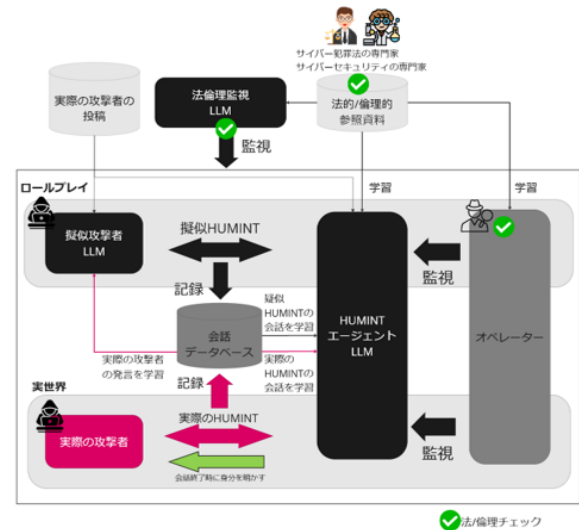 サイバー犯罪法の専門家
サイバーセキュリティの専門家
実際の攻撃者の
投稿
法倫理監視
LLM
法的/倫理的
参照資料
監視
学習
学習
ロールプレイ
擬似攻撃者
LLM
擬似HUMINT
記録
監視
会話
データベース
疑似
HUMINTの
会話を学習
HUMINT
エージェント
LLM
オペレーター
実際の攻撃者
の発言を学習
記録
実際の
HUMINTの
会話を学習
実世界
実際の攻撃者
実際のHUMINT
会話終了時に身分を明かす
監視
法/倫理チェック